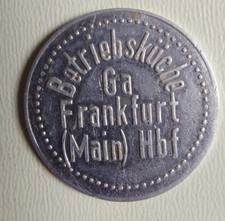 Betriebsküche
Ga
Frankfurt
(Main) Hbf